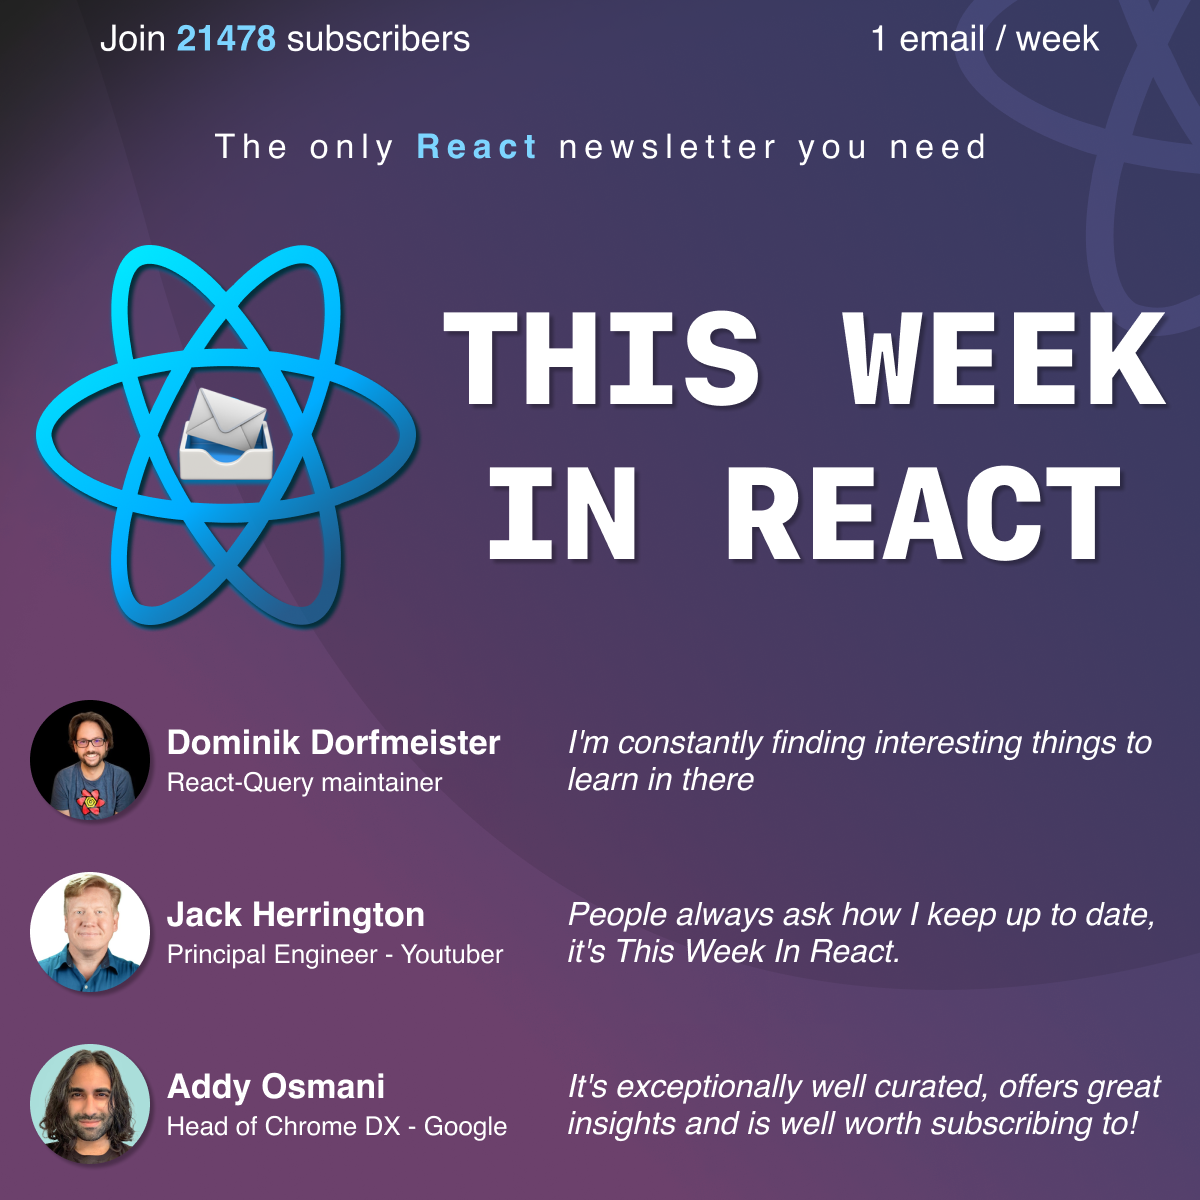 Join 21478 subscribers
1 email / week
The only React newsletter you need
THIS WEEK
IN REACT
Dominik Dorfmeister
React-Query maintainer
I'm constantly finding interesting things to
learn in there
Jack Herrington
Principal Engineer - Youtuber
People always ask how I keep up to date,
it's This Week In React.
Addy Osmani
Head of Chrome DX - Google
It's exceptionally well curated, offers great
insights and is well worth subscribing to!